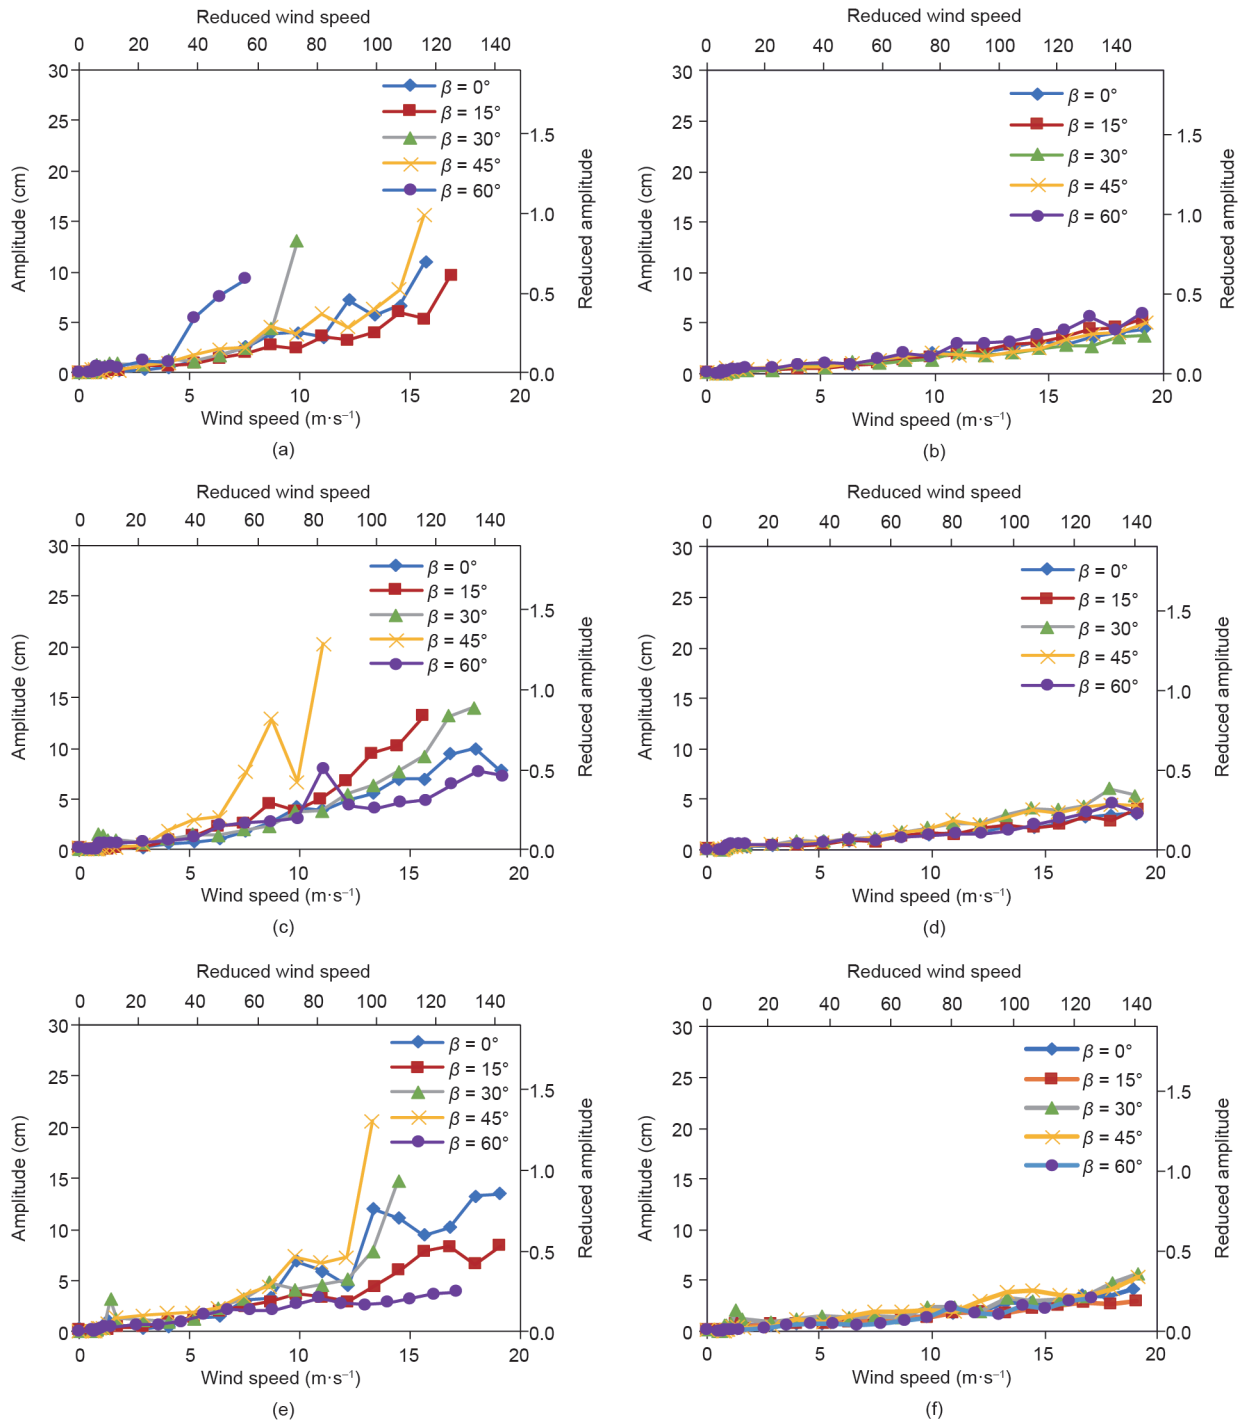 Reduced wind speed
0 20 40 60 80 100 120 140
30
25
20
15
10
5
0
Amplitude (cm)
1.5
1.0
0.5
0.0
Reduced amplitude
β = 0°
β = 15°
β = 30°
β = 45°
β = 60°
0 5 10 15 20
Wind speed (m·s⁻¹)
(a)
Reduced wind speed
0 20 40 60 80 100 120 140
30
25
20
15
10
5
0
Amplitude (cm)
1.5
1.0
0.5
0.0
Reduced amplitude
β = 0°
β = 15°
β = 30°
β = 45°
β = 60°
0 5 10 15 20
Wind speed (m·s⁻¹)
(b)
Reduced wind speed
0 20 40 60 80 100 120 140
30
25
20
15
10
5
0
Amplitude (cm)
1.5
1.0
0.5
0.0
Reduced amplitude
β = 0°
β = 15°
β = 30°
β = 45°
β = 60°
0 5 10 15 20
Wind speed (m·s⁻¹)
(c)
Reduced wind speed
0 20 40 60 80 100 120 140
30
25
20
15
10
5
0
Amplitude (cm)
1.5
1.0
0.5
0.0
Reduced amplitude
β = 0°
β = 15°
β = 30°
β = 45°
β = 60°
0 5 10 15 20
Wind speed (m·s⁻¹)
(d)
Reduced wind speed
0 20 40 60 80 100 120 140
30
25
20
15
10
5
0
Amplitude (cm)
1.5
1.0
0.5
0.0
Reduced amplitude
β = 0°
β = 15°
β = 30°
β = 45°
β = 60°
0 5 10 15 20
Wind speed (m·s⁻¹)
(e)
Reduced wind speed
0 20 40 60 80 100 120 140
30
25
20
15
10
5
0
Amplitude (cm)
1.5
1.0
0.5
0.0
Reduced amplitude
β = 0°
β = 15°
β = 30°
β = 45°
β = 60°
0 5 10 15 20
Wind speed (m·s⁻¹)
(f)